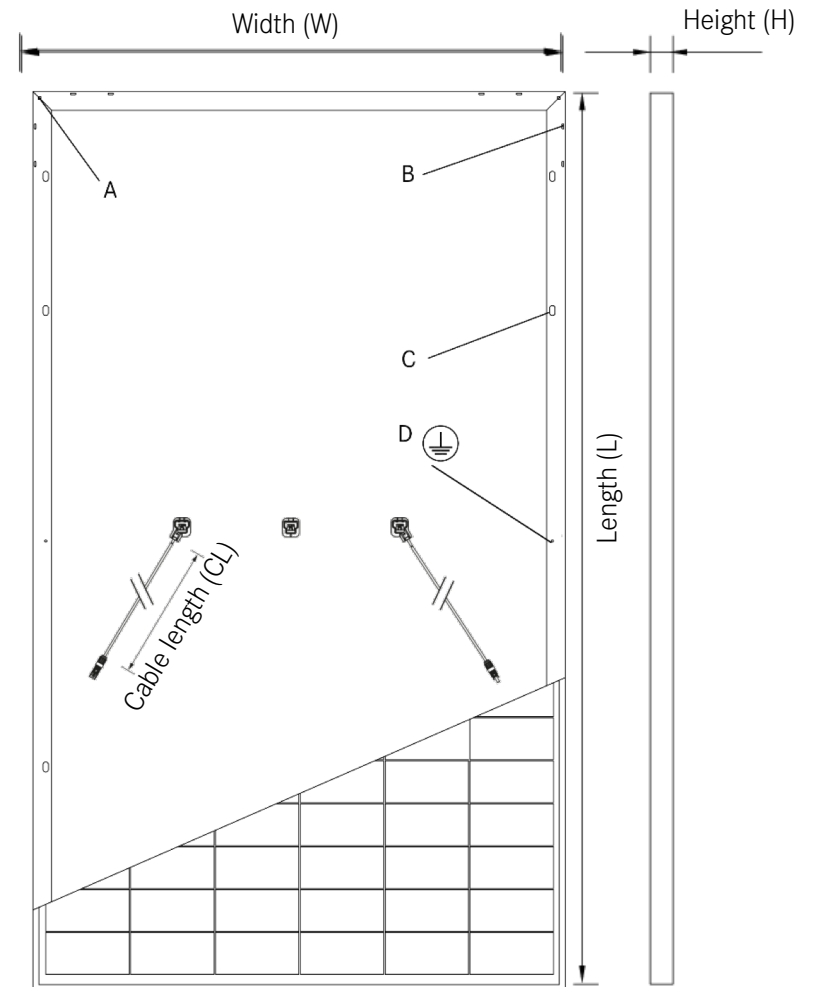 Width (W)
Height (H)
A
B
C
D
Length (L)
Cable length (CL)